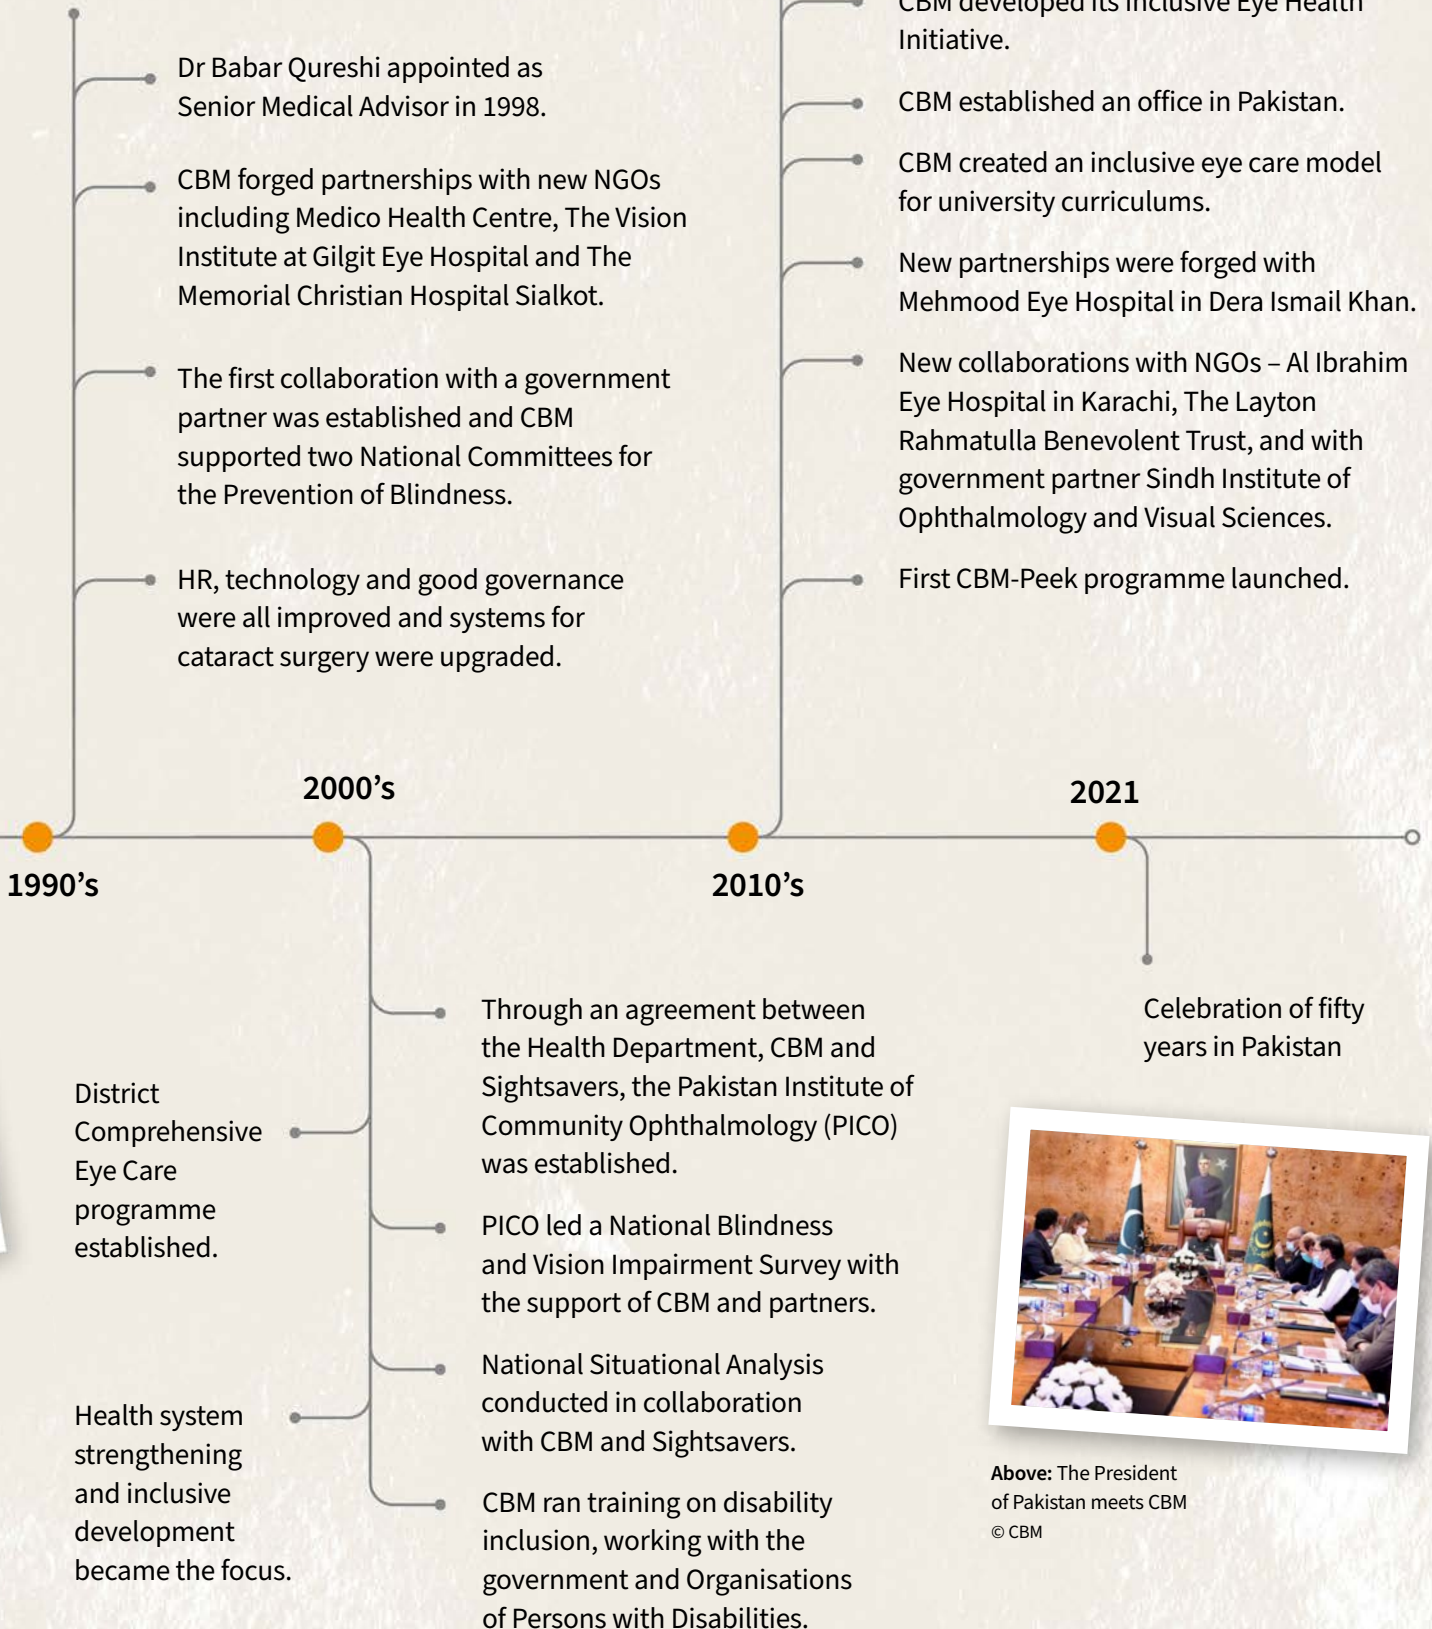 Dr Babar Qureshi appointed as
Senior Medical Advisor in 1998.
CBM forged partnerships with new NGOs
including Medico Health Centre, The Vision
Institute at Gilgit Eye Hospital and The
Memorial Christian Hospital Sialkot.
The first collaboration with a government
partner was established and CBM
supported two National Committees for
the Prevention of Blindness.
HR, technology and good governance
were all improved and systems for
cataract surgery were upgraded.
CBM developed its Inclusive Eye Health
Initiative.
CBM established an office in Pakistan.
CBM created an inclusive eye care model
for university curriculums.
New partnerships were forged with
Mehmood Eye Hospital in Dera Ismail Khan.
New collaborations with NGOs – Al Ibrahim
Eye Hospital in Karachi, The Layton
Rahmatulla Benevolent Trust, and with
government partner Sindh Institute of
Ophthalmology and Visual Sciences.
First CBM-Peek programme launched.
1990’s
2000’s
2010’s
2021
District
Comprehensive
Eye Care
programme
established.
Health system
strengthening
and inclusive
development
became the focus.
Through an agreement between
the Health Department, CBM and
Sightsavers, the Pakistan Institute of
Community Ophthalmology (PICO)
was established.
PICO led a National Blindness
and Vision Impairment Survey with
the support of CBM and partners.
National Situational Analysis
conducted in collaboration
with CBM and Sightsavers.
CBM ran training on disability
inclusion, working with the
government and Organisations
of Persons with Disabilities.
Celebration of fifty
years in Pakistan
Above: The President
of Pakistan meets CBM
© CBM